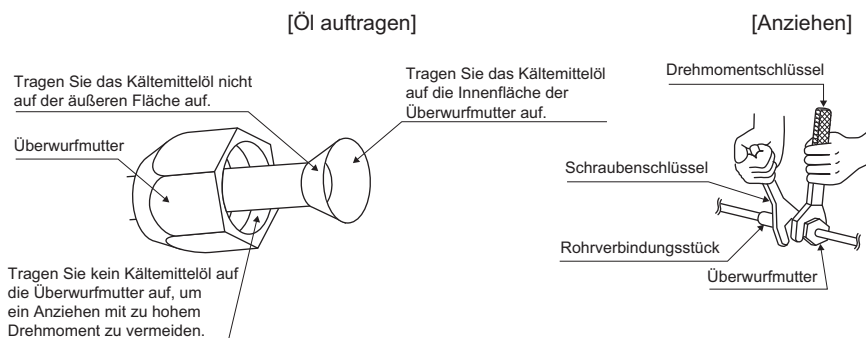 [Öl auftragen]
Tragen Sie das Kältemittelöl nicht
auf der äußeren Fläche auf.
Tragen Sie das Kältemittelöl
auf die Innenfläche der
Überwurfmutter auf.
Überwurfmutter
Tragen Sie kein Kältemittelöl auf
die Überwurfmutter auf, um
ein Anziehen mit zu hohem
Drehmoment zu vermeiden.
[Anziehen]
Drehmomentschlüssel
Schraubenschlüssel
Rohrverbindungsstück
Überwurfmutter